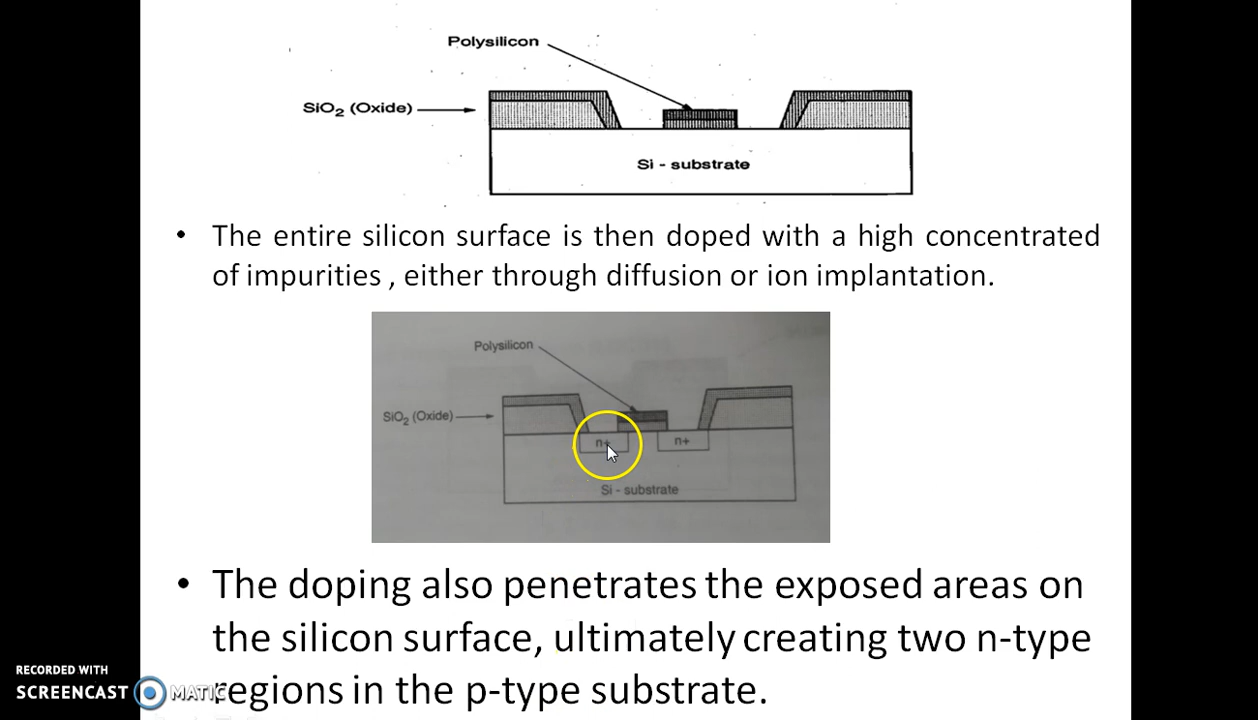 Polysilicon
SiO2 (Oxide)
Si - substrate
• The entire silicon surface is then doped with a high concentrated
of impurities , either through diffusion or ion implantation.
Polysilicon
SiO2 (Oxide)
n+ n+
Si - substrate
• The doping also penetrates the exposed areas on
the silicon surface, ultimately creating two n-type
regions in the p-type substrate.
RECORDED WITH
SCREENCAST MATIC